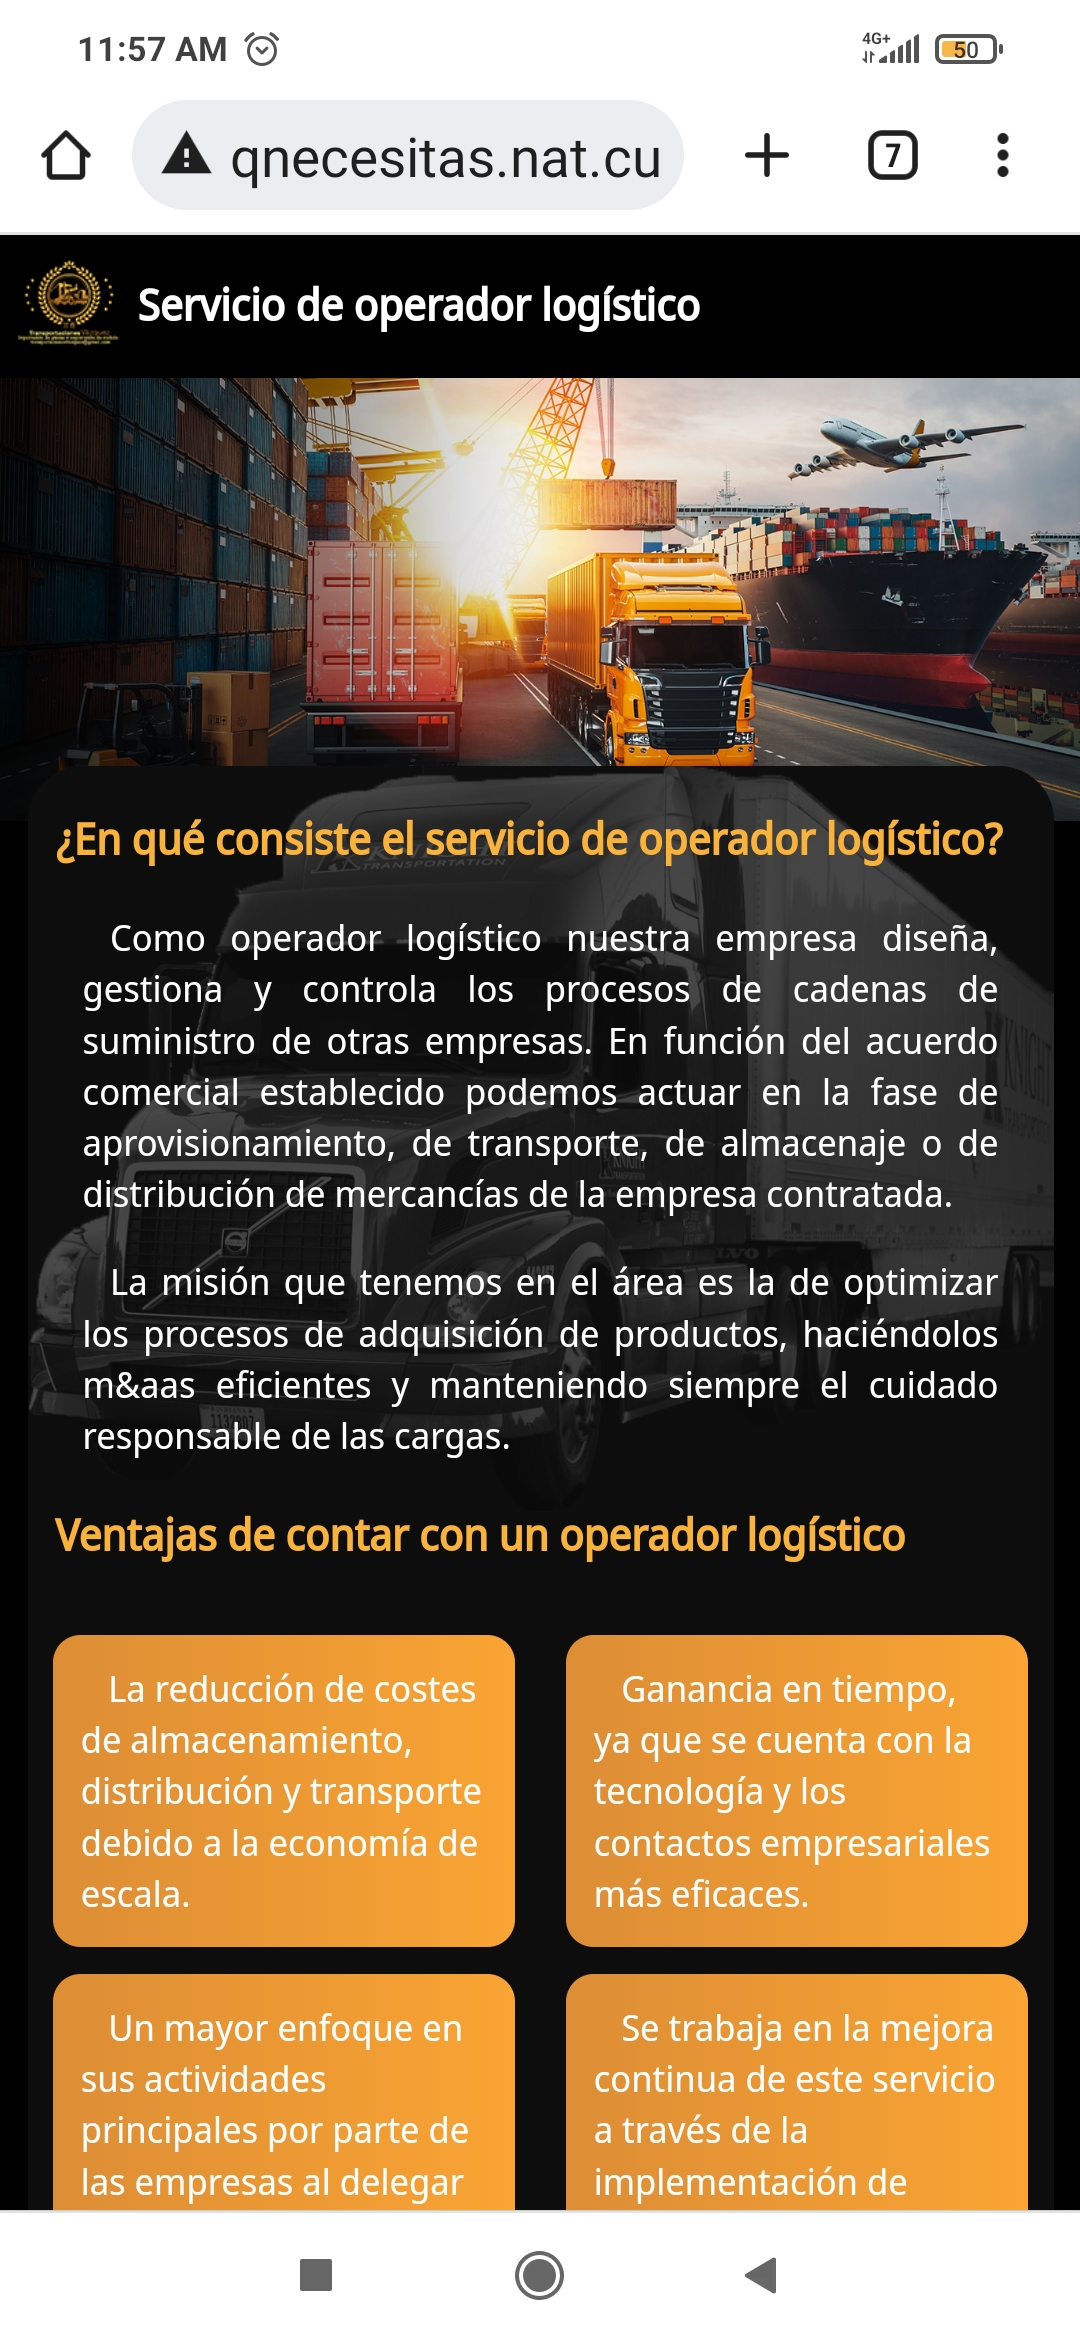 11:57 AM
4G+
50
qnecesitas.nat.cu
7
Servicio de operador logístico
¿En qué consiste el servicio de operador logístico?
TRANSPORTATION
Como operador logístico nuestra empresa diseña,
gestiona y controla los procesos de cadenas de
suministro de otras empresas. En función del acuerdo
comercial establecido podemos actuar en la fase de
aprovisionamiento, de transporte, de almacenaje o de
distribución de mercancías de la empresa contratada.
KNIGHT
La misión que tenemos en el área es la de optimizar
los procesos de adquisición de productos, haciéndolos
m&aas eficientes y manteniendo siempre el cuidado
responsable de las cargas.
Ventajas de contar con un operador logístico
La reducción de costes
de almacenamiento,
distribución y transporte
debido a la economía de
escala.
Ganancia en tiempo,
ya que se cuenta con la
tecnología y los
contactos empresariales
más eficaces.
Un mayor enfoque en
sus actividades
principales por parte de
las empresas al delegar
Se trabaja en la mejora
continua de este servicio
a través de la
implementación de